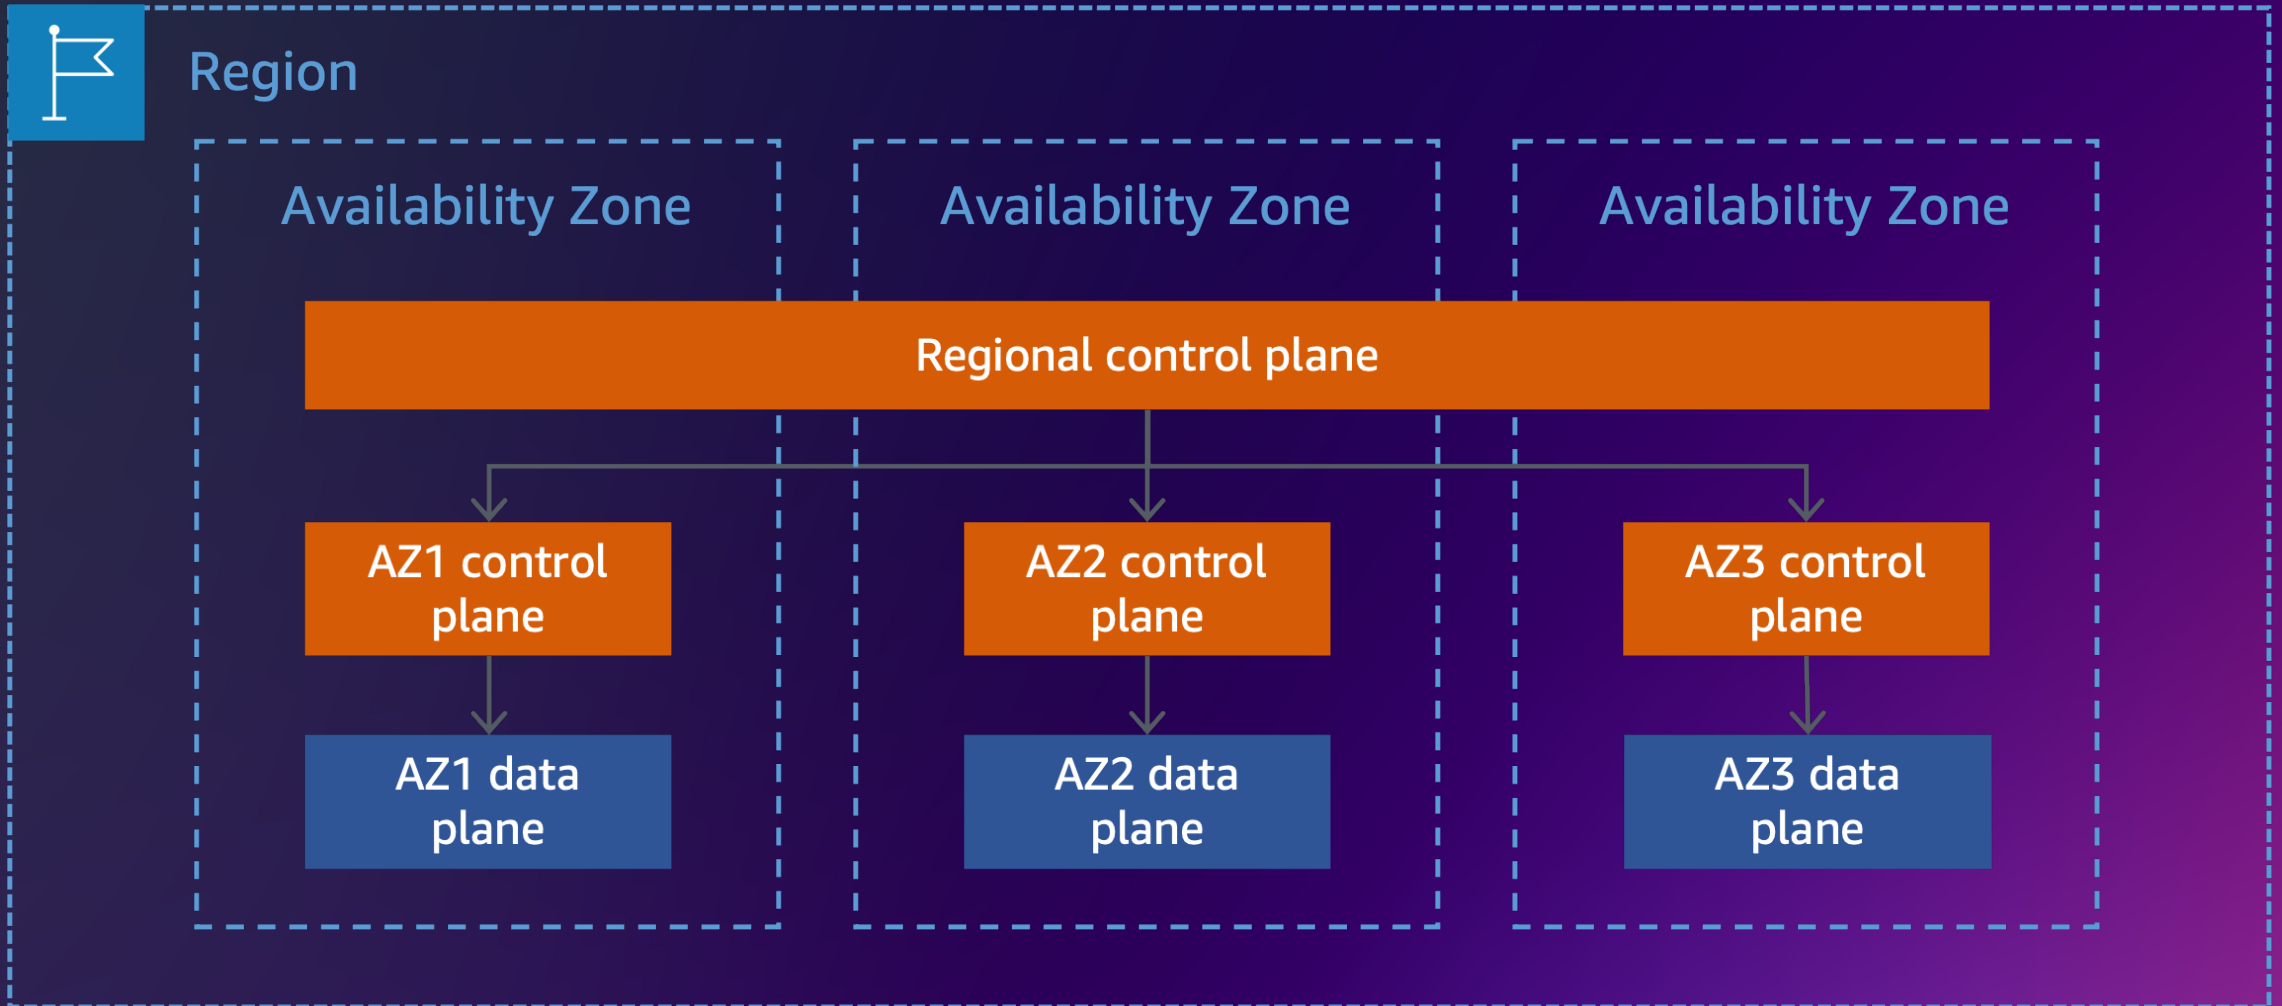 Region
Availability Zone
Availability Zone
Availability Zone
Regional control plane
AZ1 control
plane
AZ2 control
plane
AZ3 control
plane
AZ1 data
plane
AZ2 data
plane
AZ3 data
plane